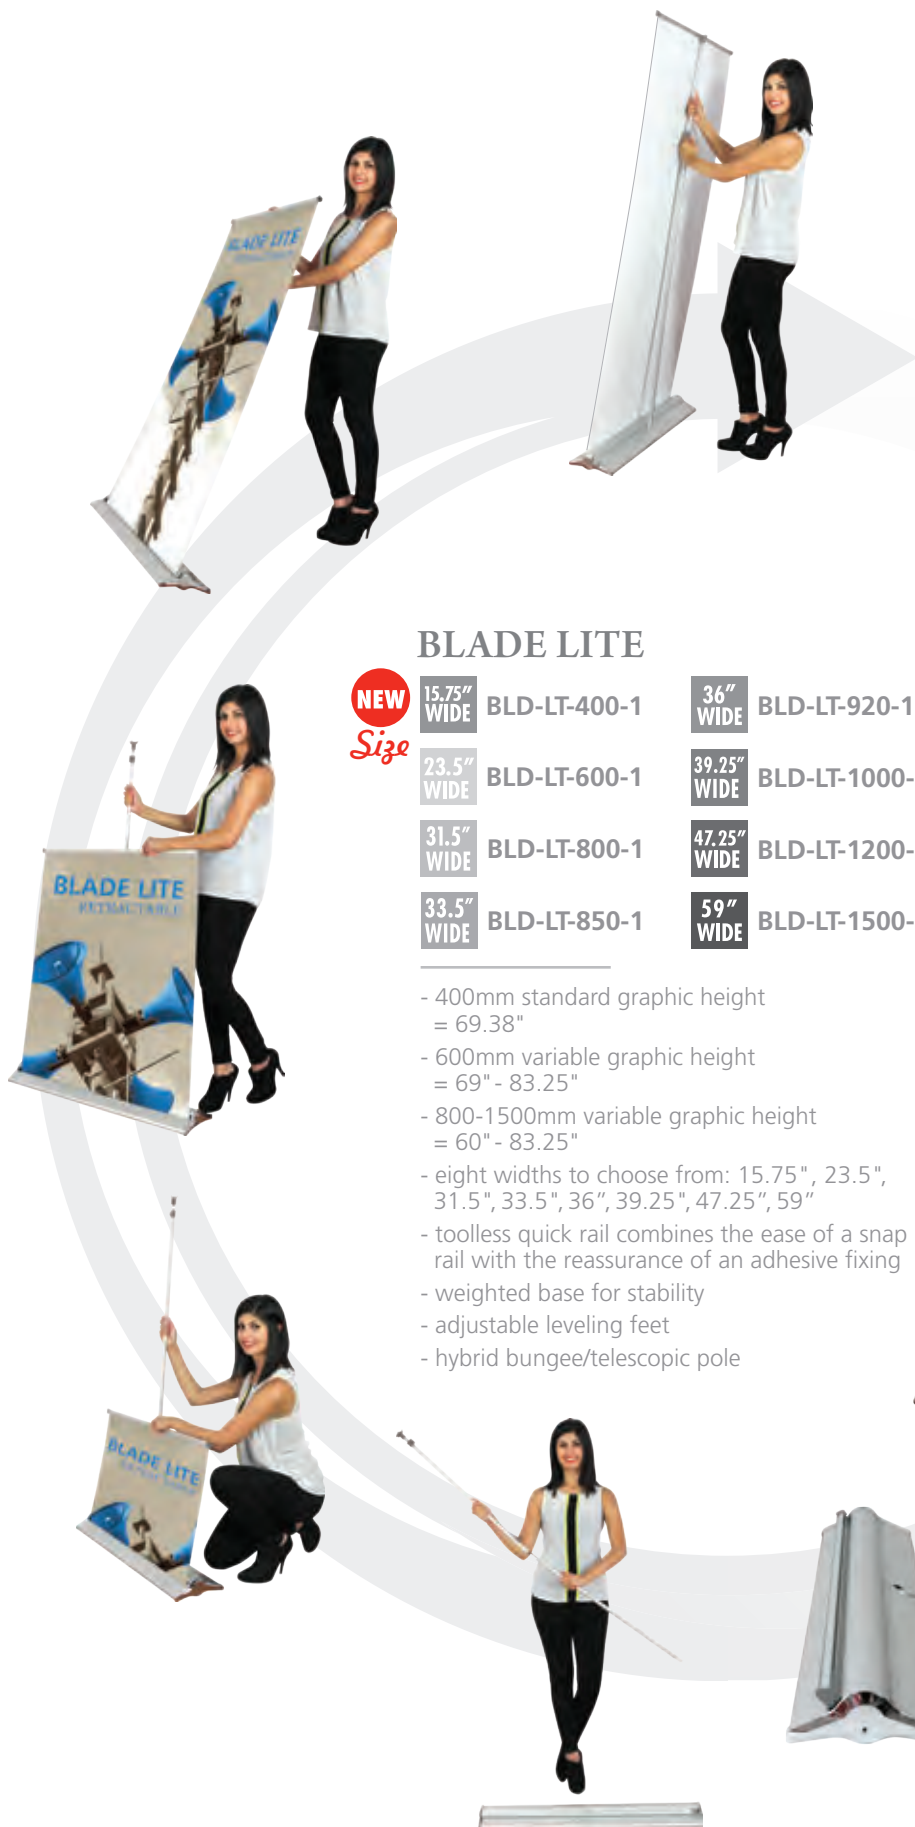 BLADE LITE
RETRACTABLE
BLADE LITE
NEW
Size
15.75” WIDE BLD-LT-400-1
36” WIDE BLD-LT-920-1
23.5” WIDE BLD-LT-600-1
39.25” WIDE BLD-LT-1000-
31.5” WIDE BLD-LT-800-1
47.25” WIDE BLD-LT-1200-
33.5” WIDE BLD-LT-850-1
59” WIDE BLD-LT-1500-
BLADE LITE
RETRACTABLE
- 400mm standard graphic height
= 69.38"
- 600mm variable graphic height
= 69" - 83.25"
- 800-1500mm variable graphic height
= 60" - 83.25"
- eight widths to choose from: 15.75", 23.5",
31.5", 33.5", 36”, 39.25", 47.25”, 59”
- toolless quick rail combines the ease of a snap
rail with the reassurance of an adhesive fixing
- weighted base for stability
- adjustable leveling feet
- hybrid bungee/telescopic pole
BLADE LITE